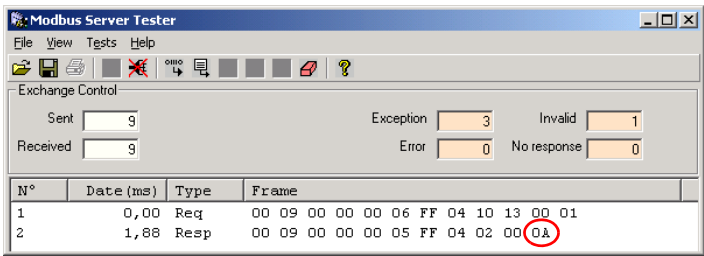 Modbus Server Tester
File View Tests Help
Exchange Control
Sent 9 Exception 3 Invalid 1
Received 9 Error 0 No response 0
N° Date(ms) Type Frame
1 0,00 Req 00 09 00 00 00 06 FF 04 10 13 00 01
2 1,88 Resp 00 09 00 00 00 05 FF 04 02 00 0A